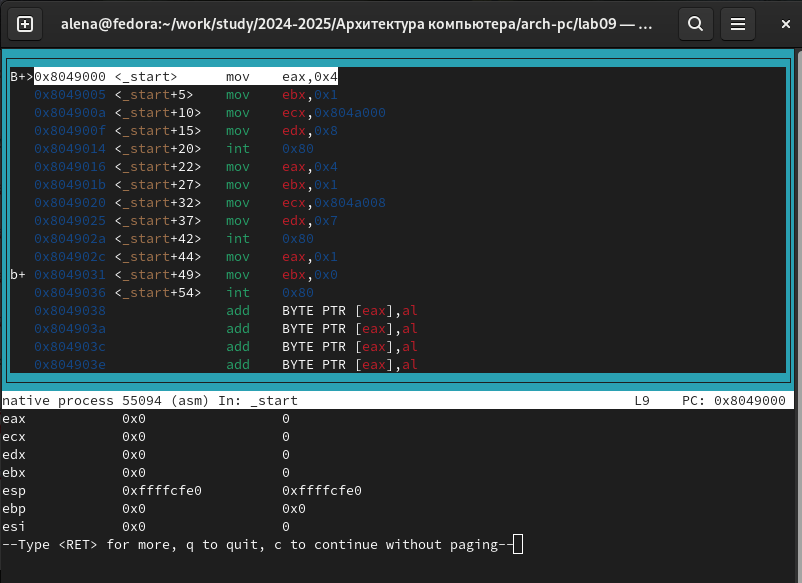 alena@fedora:~/work/study/2024-2025/Архитектура компьютера/arch-pc/lab09 — ...
B+>0x8049000 <_start>      mov    eax,0x4
   0x8049005 <_start+5>    mov    ebx,0x1
   0x804900a <_start+10>   mov    ecx,0x804a000
   0x804900f <_start+15>   mov    edx,0x8
   0x8049014 <_start+20>   int    0x80
   0x8049016 <_start+22>   mov    eax,0x4
   0x804901b <_start+27>   mov    ebx,0x1
   0x8049020 <_start+32>   mov    ecx,0x804a008
   0x8049025 <_start+37>   mov    edx,0x7
   0x804902a <_start+42>   int    0x80
   0x804902c <_start+44>   mov    eax,0x1
b+ 0x8049031 <_start+49>   mov    ebx,0x0
   0x8049036 <_start+54>   int    0x80
   0x8049038               add    BYTE PTR [eax],al
   0x804903a               add    BYTE PTR [eax],al
   0x804903c               add    BYTE PTR [eax],al
   0x804903e               add    BYTE PTR [eax],al
native process 55094 (asm) In: _start                                          L9    PC: 0x8049000
eax            0x0                 0
ecx            0x0                 0
edx            0x0                 0
ebx            0x0                 0
esp            0xffffcfe0          0xffffcfe0
ebp            0x0                 0x0
esi            0x0                 0
--Type <RET> for more, q to quit, c to continue without paging--